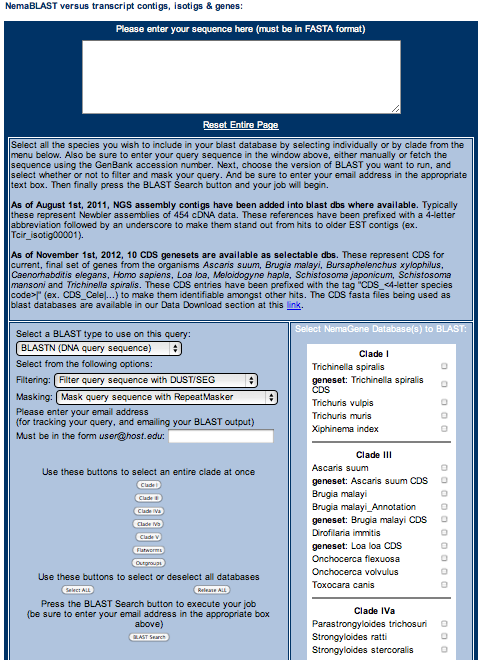 NemaBLAST versus transcript contigs, isotigs & genes:
Please enter your sequence here (must be in FASTA format)
Reset Entire Page
Select all the species you wish to include in your blast database by selecting individually or by clade from the
menu below. Also be sure to enter your query sequence in the window above, either manually or fetch the
sequence using the GenBank accession number. Next, choose the version of BLAST you want to run, and
select whether or not to filter and mask your query. And be sure to enter your email address in the appropriate
text box. Then finally press the BLAST Search button and your job will begin.
As of August 1st, 2011, NGS assembly contigs have been added into blast dbs where available. Typically
these represent Newbler assemblies of 454 cDNA data. These references have been prefixed with a 4-letter
abbreviation followed by an underscore to make them stand out from hits to older EST contigs (ex.
Tcir_isotig00001).
As of November 1st, 2012, 10 CDS genesets are available as selectable dbs. These represent CDS for
current, final set of genes from the organisms Ascaris suum, Brugia malayi, Bursaphelenchus xylophilus,
Caenorhabditis elegans, Homo sapiens, Loa loa, Meloidogyne hapla, Schistosoma japonicum, Schistosoma
mansoni and Trichinella spiralis. These CDS entries have been prefixed with the tag "CDS_<4-letter species
code>|" (ex. CDS_Cele|...) to make them identifiable amongst other hits. The CDS fasta files being used as
blast databases are available in our Data Download section at this link.
Select a BLAST type to use on this query:
BLASTN (DNA query sequence)
Select from the following options:
Filtering: Filter query sequence with DUST/SEG
Masking: Mask query sequence with RepeatMasker
Please enter your email address
(for tracking your query, and emailing your BLAST output)
Must be in the form user@host.edu:
Use these buttons to select an entire clade at once
Clade I
Clade III
Clade IVa
Clade IVb
Clade V
Flatworms
Outgroups
Use these buttons to select or deselect all databases
Select ALL Release ALL
Press the BLAST Search button to execute your job
(be sure to enter your email address in the appropriate box
above)
BLAST Search
Select NemaGene Database(s) to BLAST:
Clade I
Trichinella spiralis
geneset: Trichinella spiralis
CDS
Trichuris vulpis
Trichuris muris
Xiphinema index
Clade III
Ascaris suum
geneset: Ascaris suum CDS
Brugia malayi
Brugia malayi_Annotation
geneset: Brugia malayi CDS
Dirofilaria immitis
geneset: Loa loa CDS
Onchocerca flexuosa
Onchocerca volvulus
Toxocara canis
Clade IVa
Parastrongyloides trichosuri
Strongyloides ratti
Strongyloides stercoralis